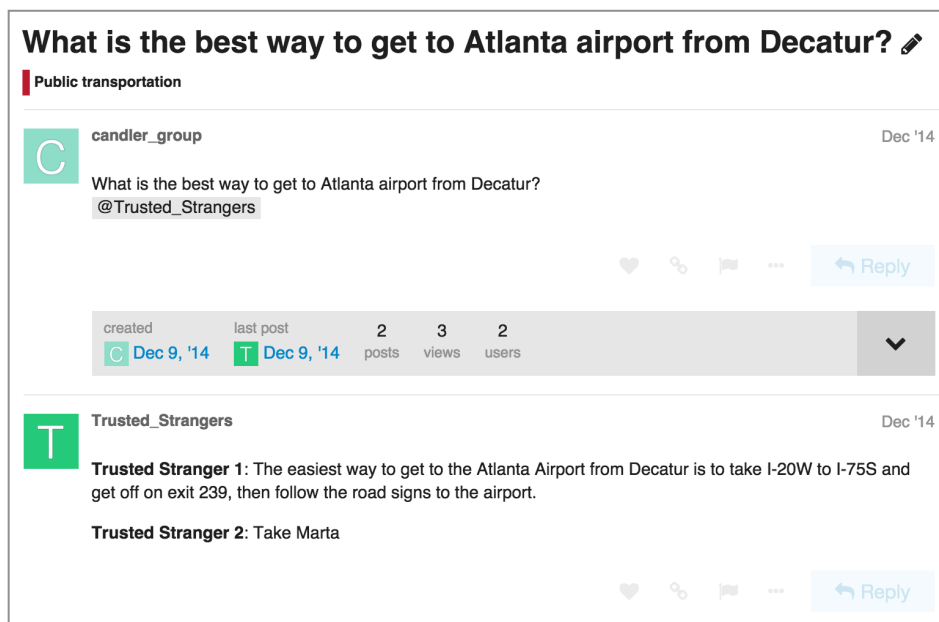 What is the best way to get to Atlanta airport from Decatur?
Public transportation
C
candler_group
Dec '14
What is the best way to get to Atlanta airport from Decatur?
@Trusted_Strangers
Reply
created
last post
2
3
2
C Dec 9, '14
T Dec 9, '14
posts
views
users
T
Trusted_Strangers
Dec '14
Trusted Stranger 1: The easiest way to get to the Atlanta Airport from Decatur is to take I-20W to I-75S and
get off on exit 239, then follow the road signs to the airport.
Trusted Stranger 2: Take Marta
Reply